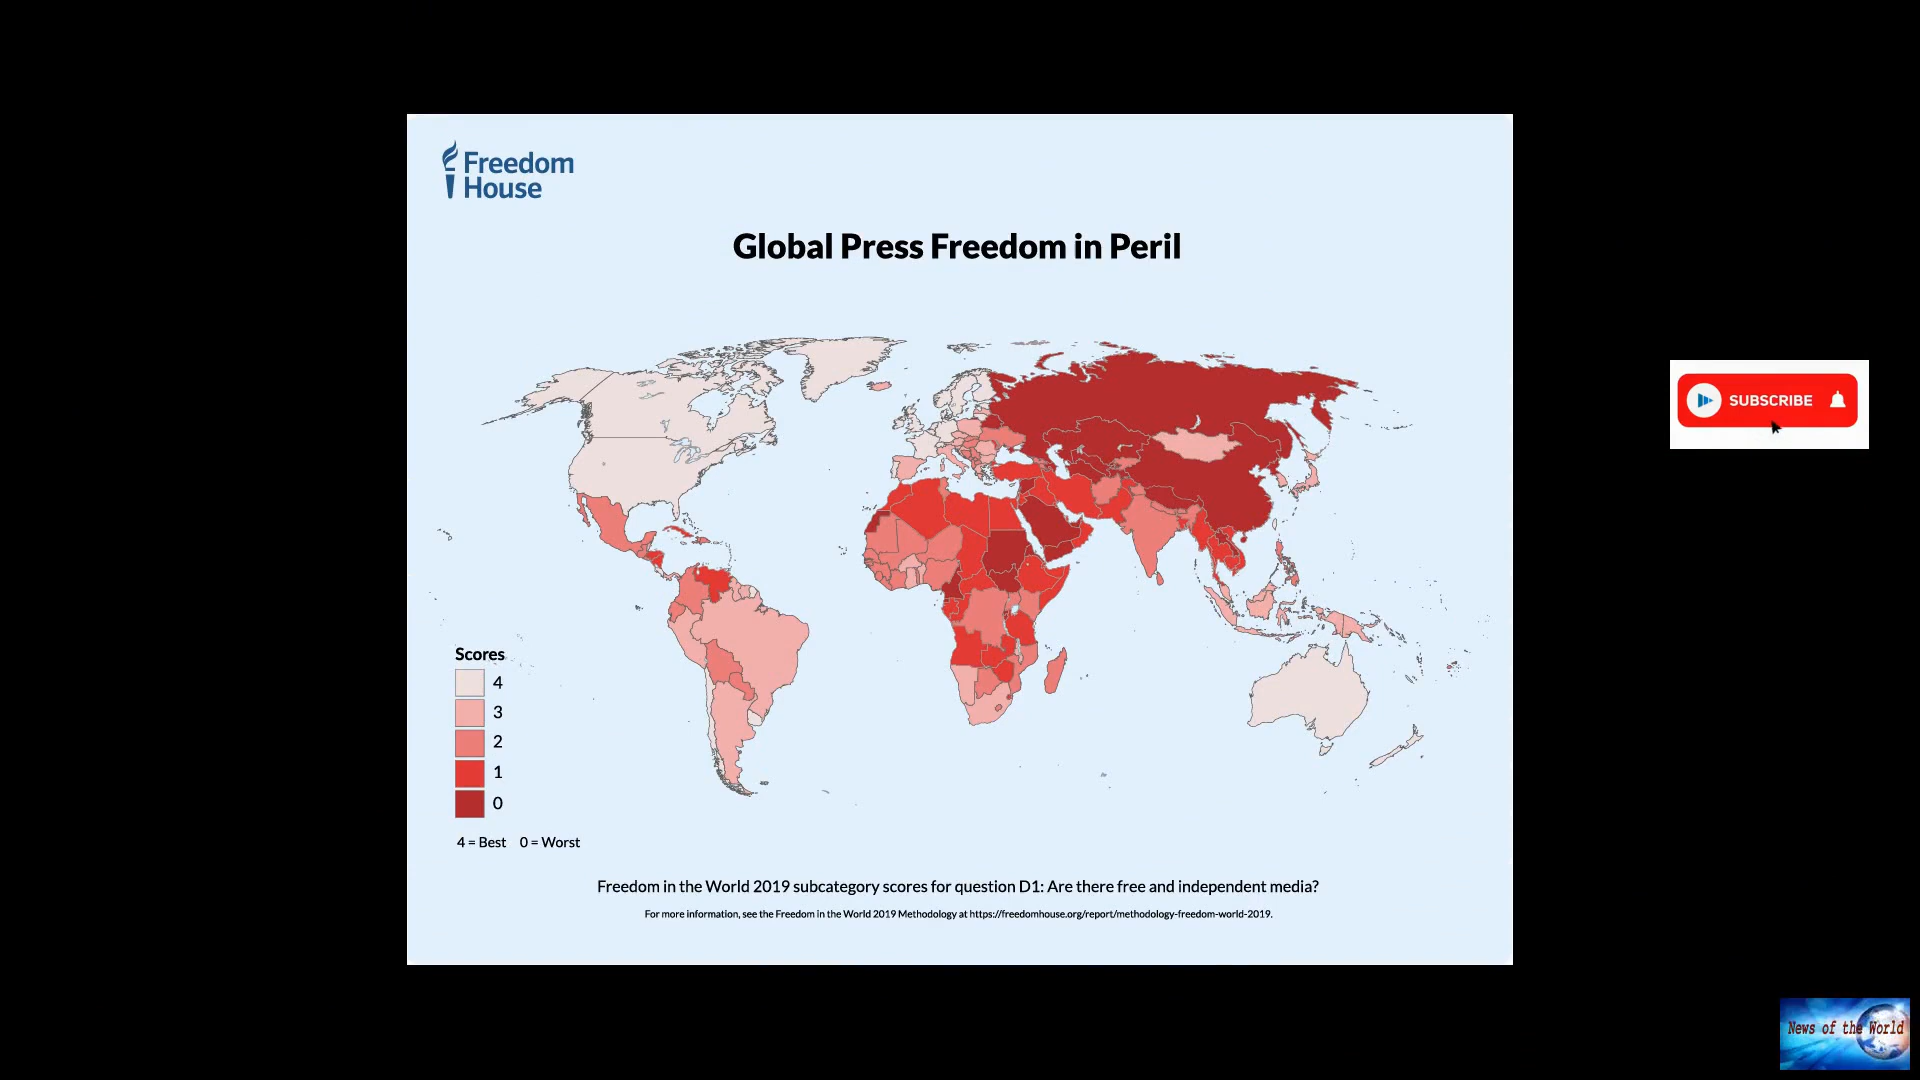 Freedom
House
Global Press Freedom in Peril
SUBSCRIBE
Scores
4
3
2
1
0
4 = Best 0 = Worst
Freedom in the World 2019 subcategory scores for question D1: Are there free and independent media?
For more information, see the Freedom in the World 2019 Methodology at https://freedomhouse.org/report/methodology-freedom-world-2019.
News of the World